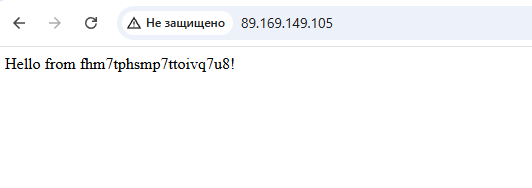 Не защищено 89.169.149.105
Hello from fhm7tphsmp7ttoivq7u8!